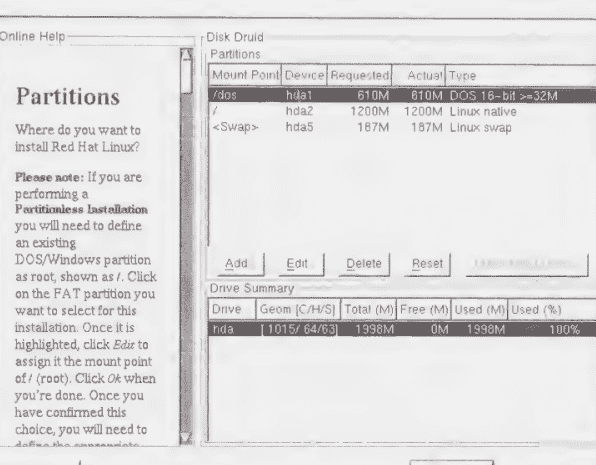 Online Help
Partitions
Where do you want to
install Red Hat Linux?
Please note: If you are
performing a
Partitionless Installation
you will need to define
an existing
DOS/Windows partition
as root, shown as /. Click
on the FAT partition you
want to select for this
installation. Once it is
highlighted, click Edit to
assign it the mount point
of / (root). Click Ok when
you're done. Once you
have confirmed this
choice, you will need to
define the appropriate
Disk Druid
Partitions
Mount Point Device Requested Actual Type
/dos hda1 610M 610M DOS 16-bit >=32M
/ hda2 1200M 1200M Linux native
<Swap> hda5 187M 187M Linux swap
Add Edit Delete Reset
Drive Summary
Drive Geom [C/H/S] Total (M) Free (M) Used (M) Used (%)
hda [ 1015/ 64/63] 1998M 0M 1998M 100%